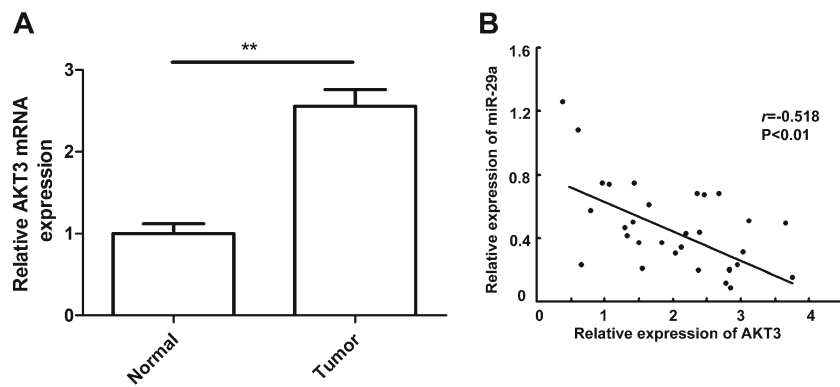 A
**
3
2
1
0
Relative AKT3 mRNA
expression
Normal
Tumor
B
1.6
1.2
0.8
0.4
0
Relative expression of miR-29a
r=-0.518
P<0.01
0
1
2
3
4
Relative expression of AKT3